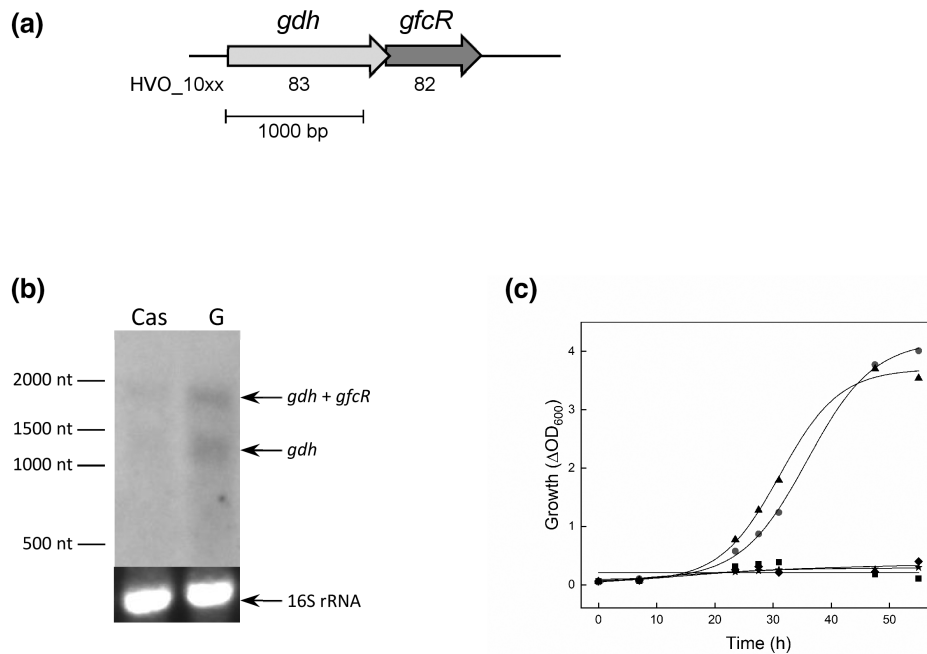 (a)
gdh gfcR
HVO_10xx 83 82
1000 bp
(b)
Cas G
2000 nt
gdh + gfcR
1500 nt
gdh
1000 nt
500 nt
16S rRNA
(c)
4
3
2
1
0
Growth (ΔOD600)
0 10 20 30 40 50
Time (h)